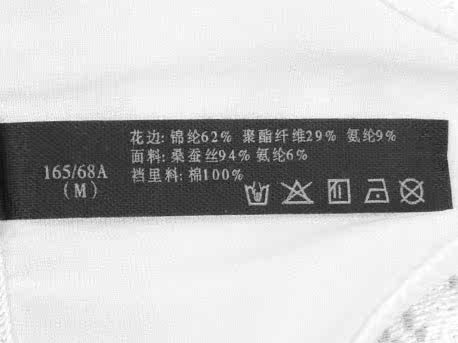 165/68A
(M)
花边: 锦纶62% 聚酯纤维29% 氨纶9%
面料: 桑蚕丝94% 氨纶6%
裆里料: 棉100%